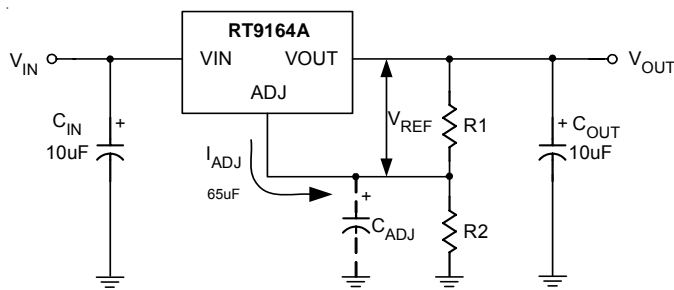 RT9164A
VIN VOUT
ADJ
VIN
VOUT
CIN
+
10uF
IADJ
65uF
VREF
R1
+
COUT
10uF
+
CADJ
R2